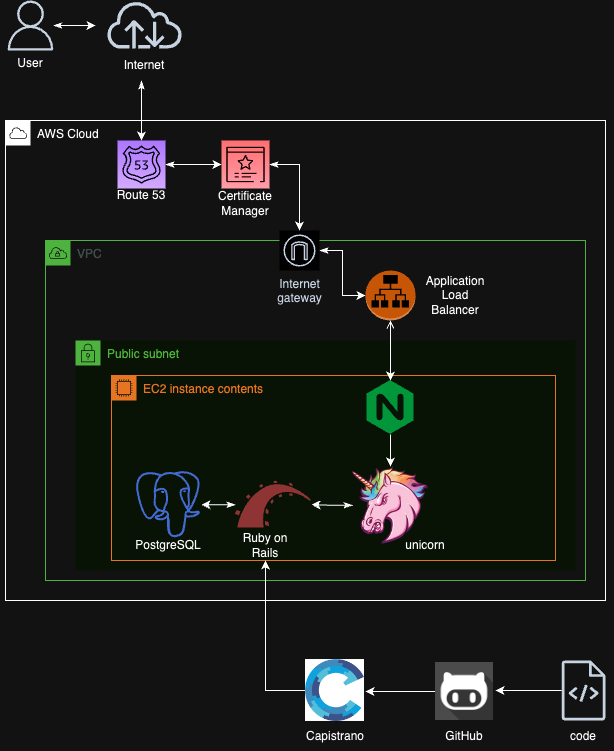 User
Internet
AWS Cloud
53
Route 53
Certificate
Manager
VPC
Internet
gateway
Application
Load
Balancer
Public subnet
EC2 instance contents
N
PostgreSQL
Ruby on
Rails
unicorn
Capistrano
GitHub
code